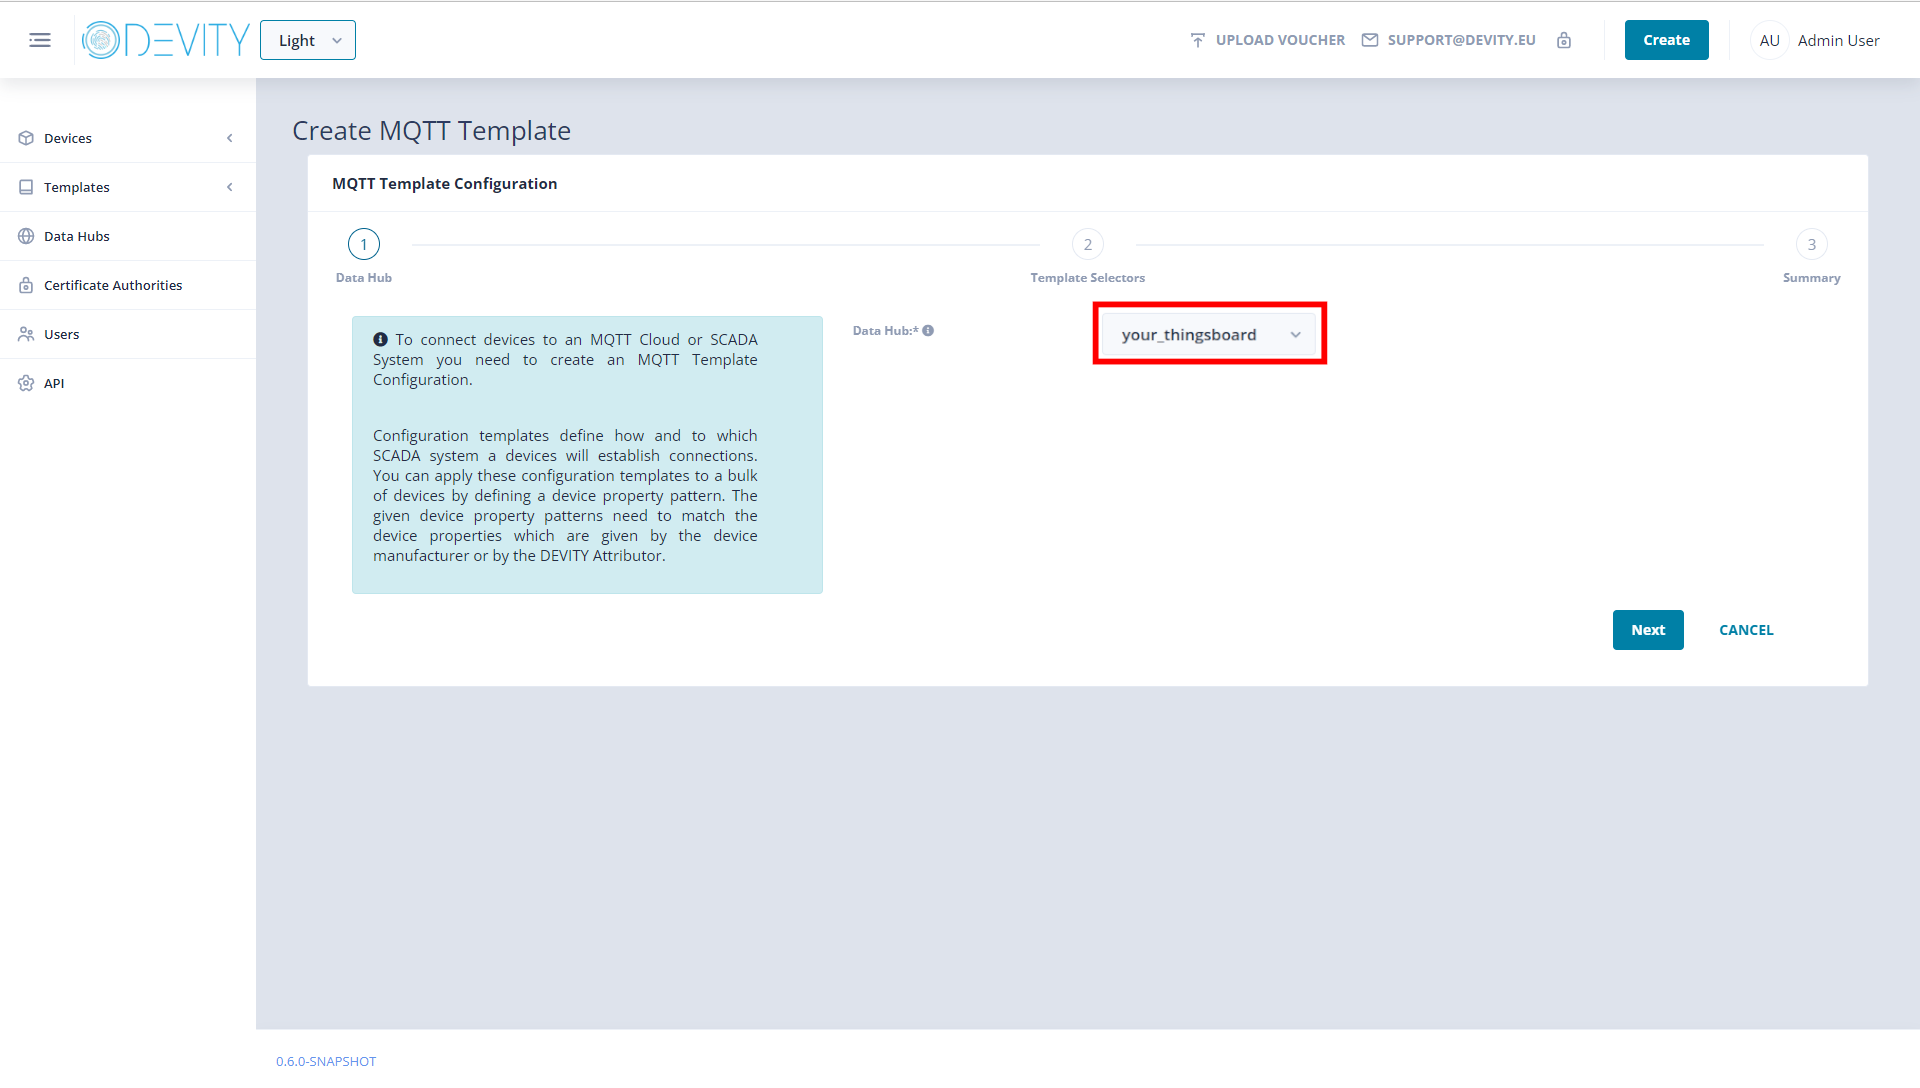 DEVITY
Light
UPLOAD VOUCHER
SUPPORT@DEVITY.EU
Create
AU
Admin User
Devices
Templates
Data Hubs
Certificate Authorities
Users
API
Create MQTT Template
MQTT Template Configuration
1
2
3
Data Hub
Template Selectors
Summary
To connect devices to an MQTT Cloud or SCADA
System you need to create an MQTT Template
Configuration.
Configuration templates define how and to which
SCADA system a devices will establish connections.
You can apply these configuration templates to a bulk
of devices by defining a device property pattern. The
given device property patterns need to match the
device properties which are given by the device
manufacturer or by the DEVITY Attributor.
Data Hub:*
your_thingsboard
Next
CANCEL
0.6.0-SNAPSHOT